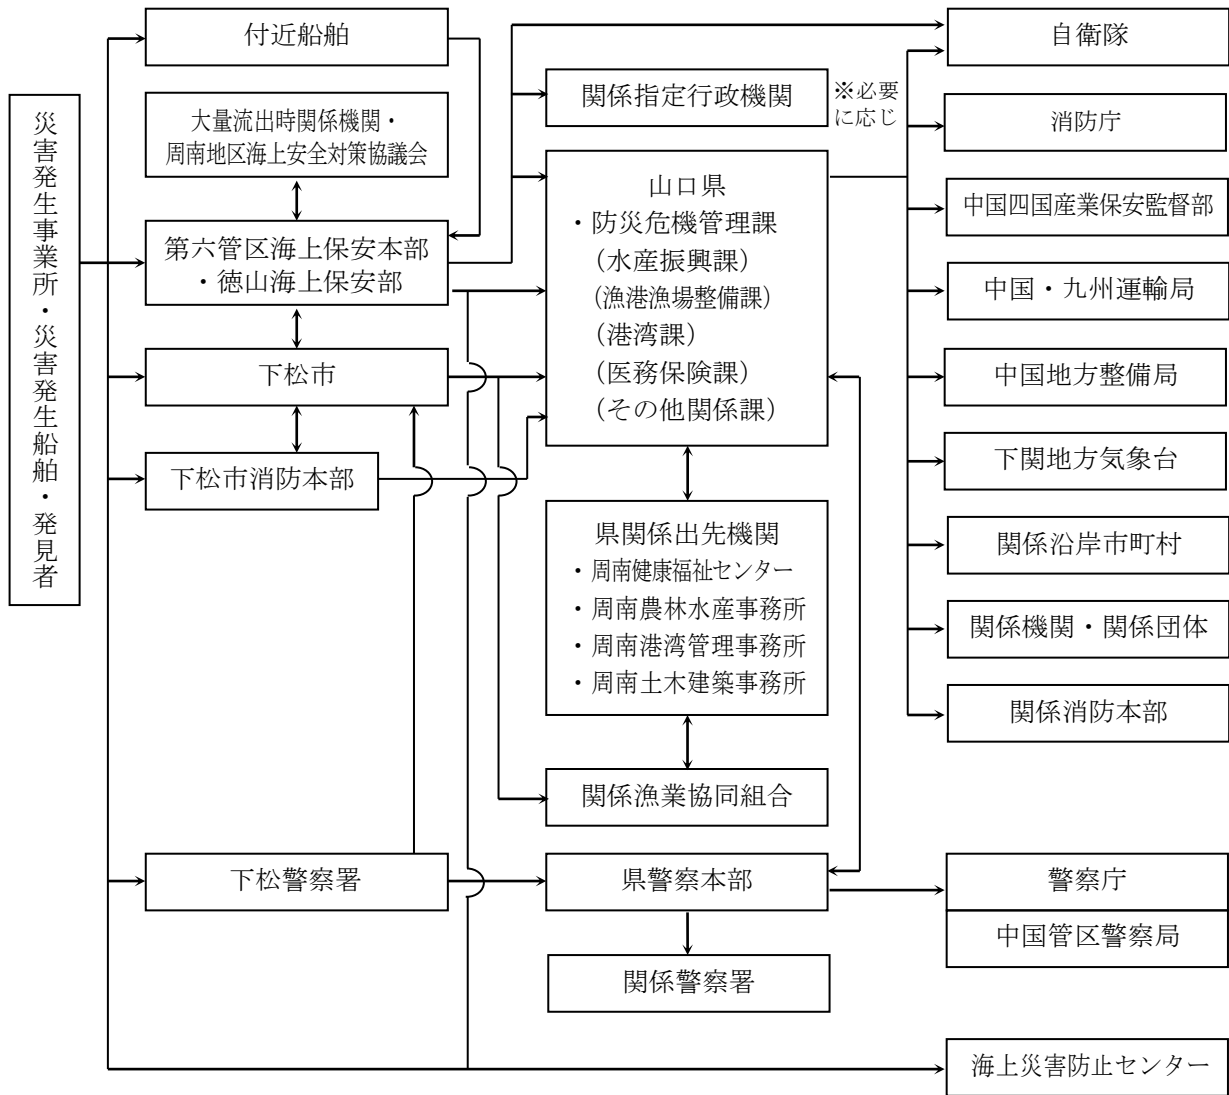 災害発生事業所・災害発生船舶・発見者
付近船舶
大量流出時関係機関・
周南地区海上安全対策協議会
第六管区海上保安本部
・徳山海上保安部
下松市
下松市消防本部
下松警察署
関係指定行政機関
※必要
に応じ
山口県
・防災危機管理課
（水産振興課）
（漁港漁場整備課）
（港湾課）
（医務保険課）
（その他関係課）
県関係出先機関
・周南健康福祉センター
・周南農林水産事務所
・周南港湾管理事務所
・周南土木建築事務所
関係漁業協同組合
県警察本部
関係警察署
自衛隊
消防庁
中国四国産業保安監督部
中国・九州運輸局
中国地方整備局
下関地方気象台
関係沿岸市町村
関係機関・関係団体
関係消防本部
警察庁
中国管区警察局
海上災害防止センター